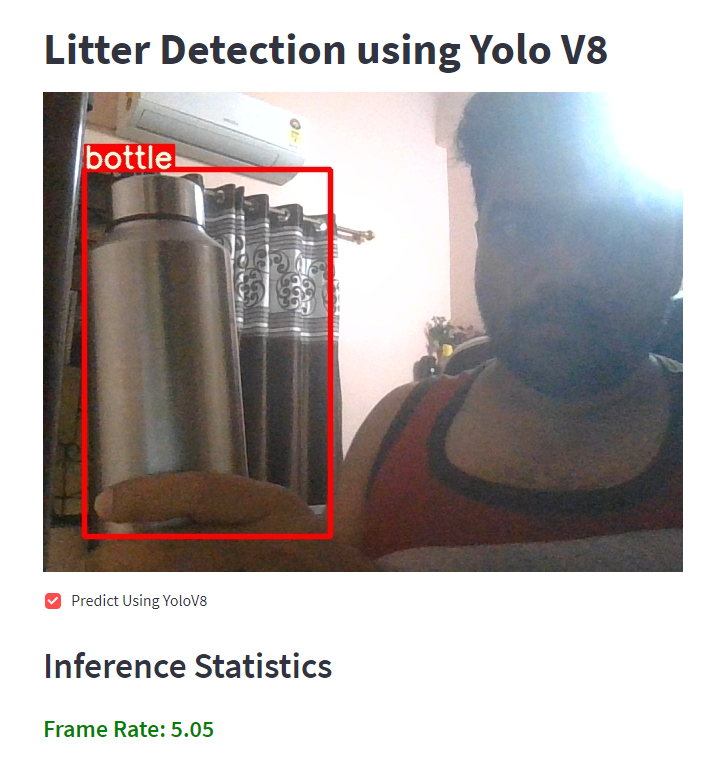 Litter Detection using Yolo V8
bottle
Predict Using YoloV8
Inference Statistics
Frame Rate: 5.05